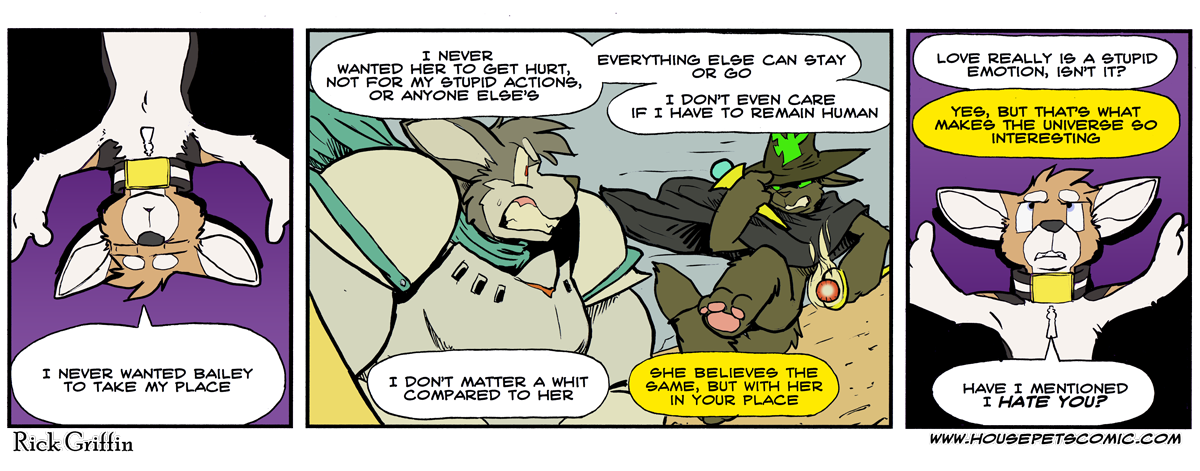 I NEVER WANTED BAILEY
TO TAKE MY PLACE
I NEVER
WANTED HER TO GET HURT,
NOT FOR MY STUPID ACTIONS,
OR ANYONE ELSE'S
EVERYTHING ELSE CAN STAY
OR GO
I DON'T EVEN CARE
IF I HAVE TO REMAIN HUMAN
I DON'T MATTER A WHIT
COMPARED TO HER
SHE BELIEVES THE
SAME, BUT WITH HER
IN YOUR PLACE
LOVE REALLY IS A STUPID
EMOTION, ISN'T IT?
YES, BUT THAT'S WHAT
MAKES THE UNIVERSE SO
INTERESTING
HAVE I MENTIONED
I HATE YOU?
Rick Griffin
WWW.HOUSEPETSCOMIC.COM